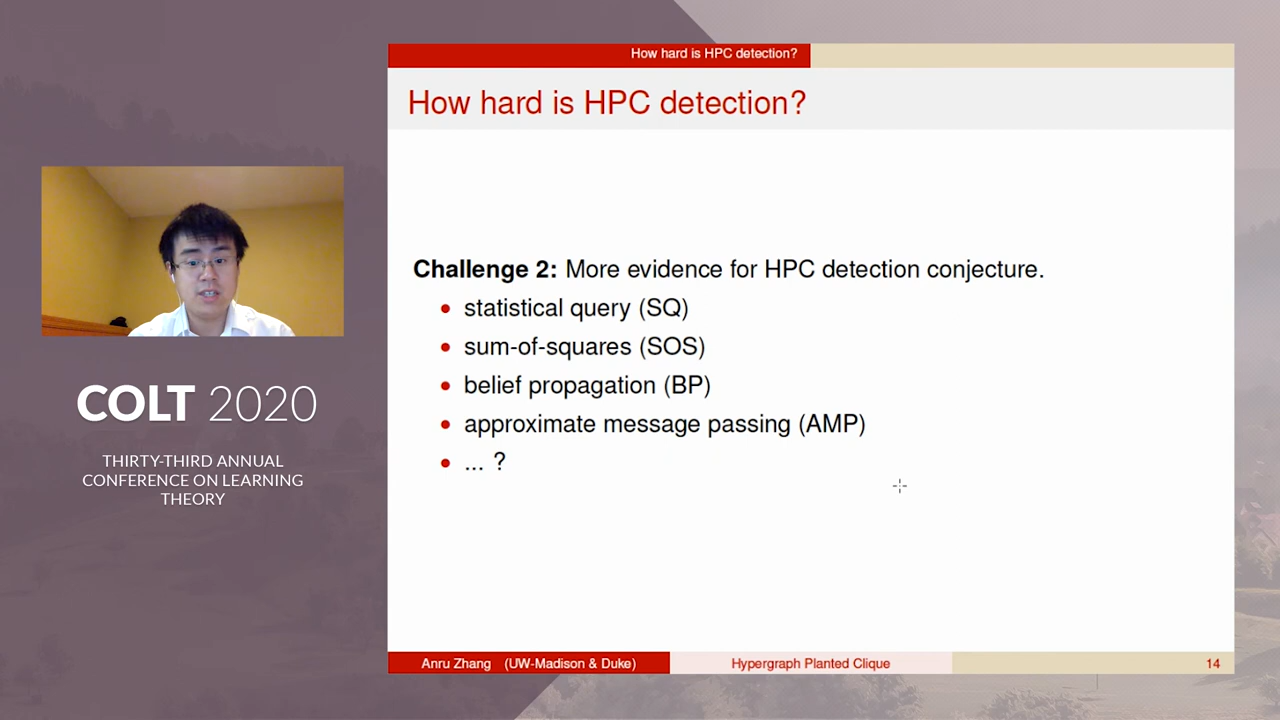 How hard is HPC detection?
How hard is HPC detection?
Challenge 2: More evidence for HPC detection conjecture.
• statistical query (SQ)
• sum-of-squares (SOS)
• belief propagation (BP)
• approximate message passing (AMP)
• ... ?
COLT 2020
THIRTY-THIRD ANNUAL
CONFERENCE ON LEARNING
THEORY
Anru Zhang (UW-Madison & Duke) Hypergraph Planted Clique 14